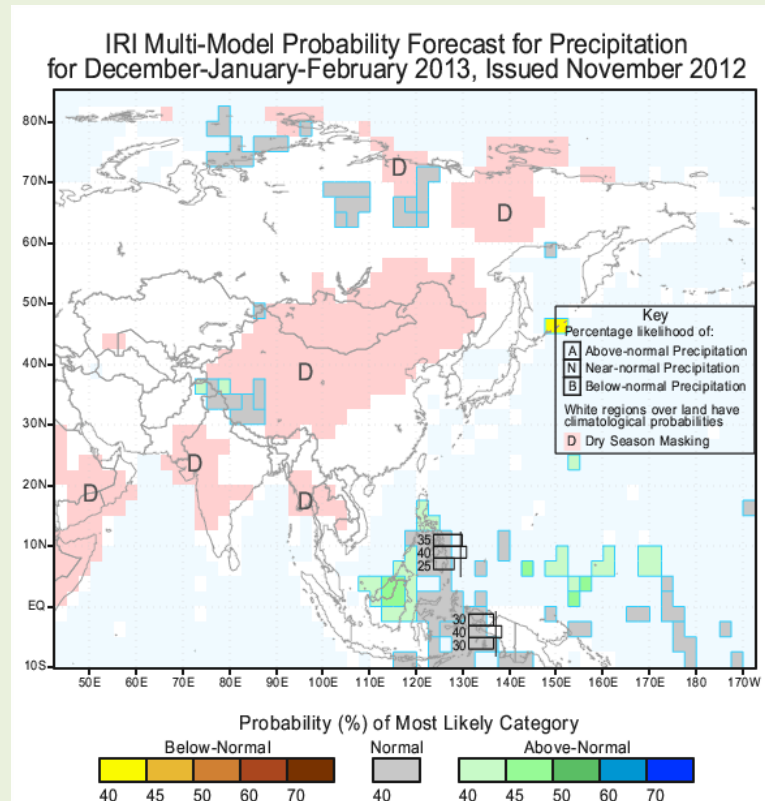 IRI Multi-Model Probability Forecast for Precipitation
for December-January-February 2013, Issued November 2012
80N
70N
60N
50N
40N
30N
20N
10N
EQ
10S
D
D
D
D
D
D
Key
Percentage likelihood of:
A Above-normal Precipitation
N Near-normal Precipitation
B Below-normal Precipitation
White regions over land have
climatological probabilities
D Dry Season Masking
35
40
25
30
40
30
50E 60E 70E 80E 90E 100E 110E 120E 130E 140E 150E 160E 170E 180 170W
Probability (%) of Most Likely Category
Below-Normal Normal Above-Normal
40 45 50 60 70 40 40 45 50 60 70